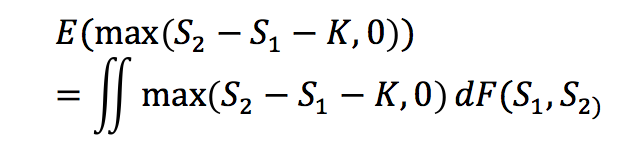 E(max(S₂ − S₁ − K, 0))
= ∬ max(S₂ − S₁ − K, 0) dF(S₁, S₂₎